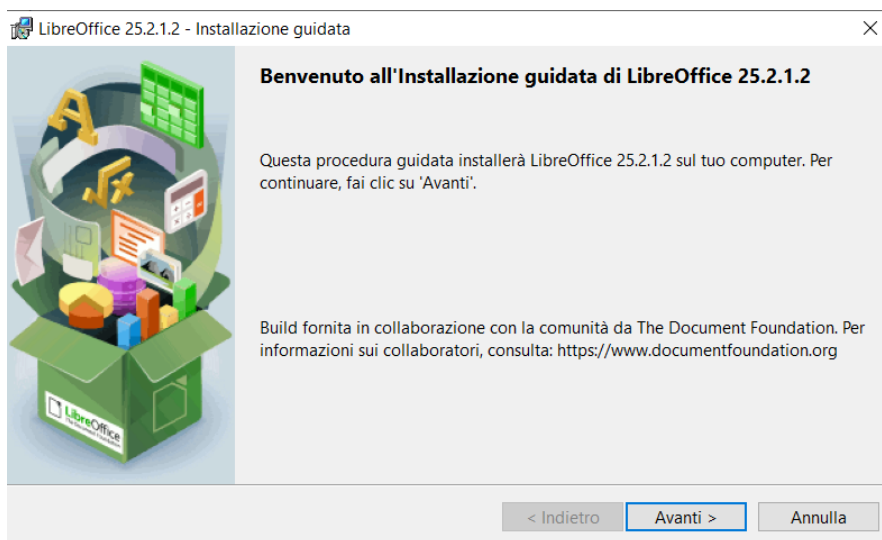 LibreOffice 25.2.1.2 - Installazione guidata
Benvenuto all'Installazione guidata di LibreOffice 25.2.1.2
Questa procedura guidata installerà LibreOffice 25.2.1.2 sul tuo computer. Per
continuare, fai clic su 'Avanti'.
Build fornita in collaborazione con la comunità da The Document Foundation. Per
informazioni sui collaboratori, consulta: https://www.documentfoundation.org
A
√x
LibreOffice
The Document Foundation
< Indietro
Avanti >
Annulla